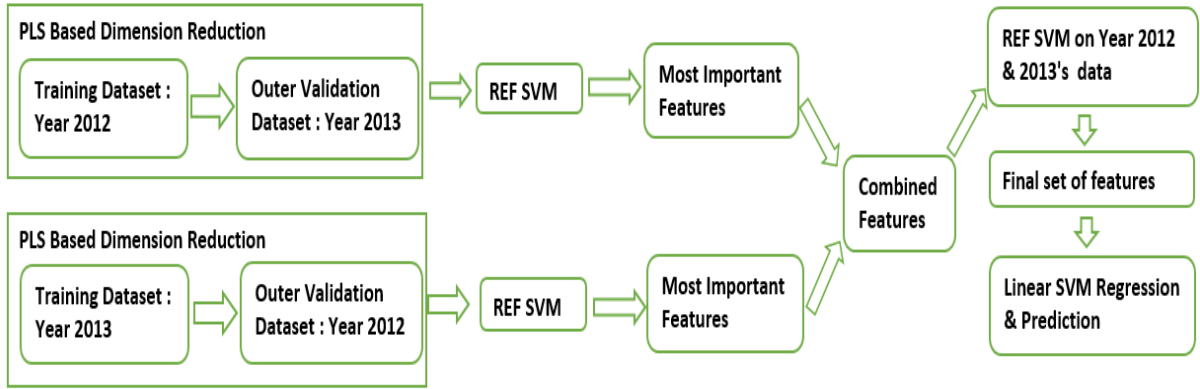 PLS Based Dimension Reduction
Training Dataset :
Year 2012
Outer Validation
Dataset : Year 2013
REF SVM
Most Important
Features
PLS Based Dimension Reduction
Training Dataset :
Year 2013
Outer Validation
Dataset : Year 2012
REF SVM
Most Important
Features
Combined
Features
REF SVM on Year 2012
& 2013's data
Final set of features
Linear SVM Regression
& Prediction